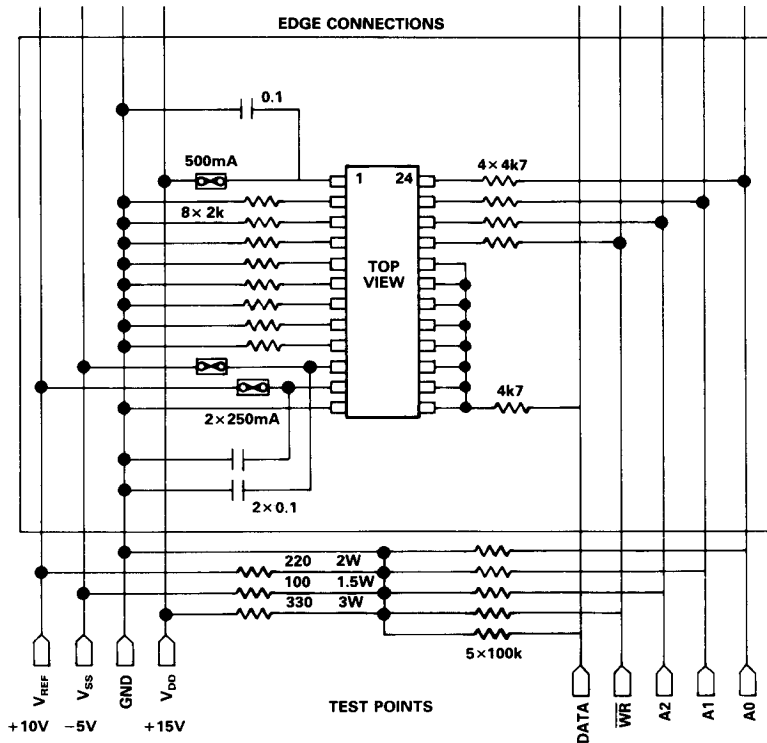 EDGE CONNECTIONS
0.1
500mA
1 24
4×4k7
8×2k
TOP
VIEW
4k7
2×250mA
2×0.1
220 2W
100 1.5W
330 3W
5×100k
VREF
VSS
GND
VDD
+10V −5V +15V
TEST POINTS
DATA
W̅R̅
A2
A1
A0